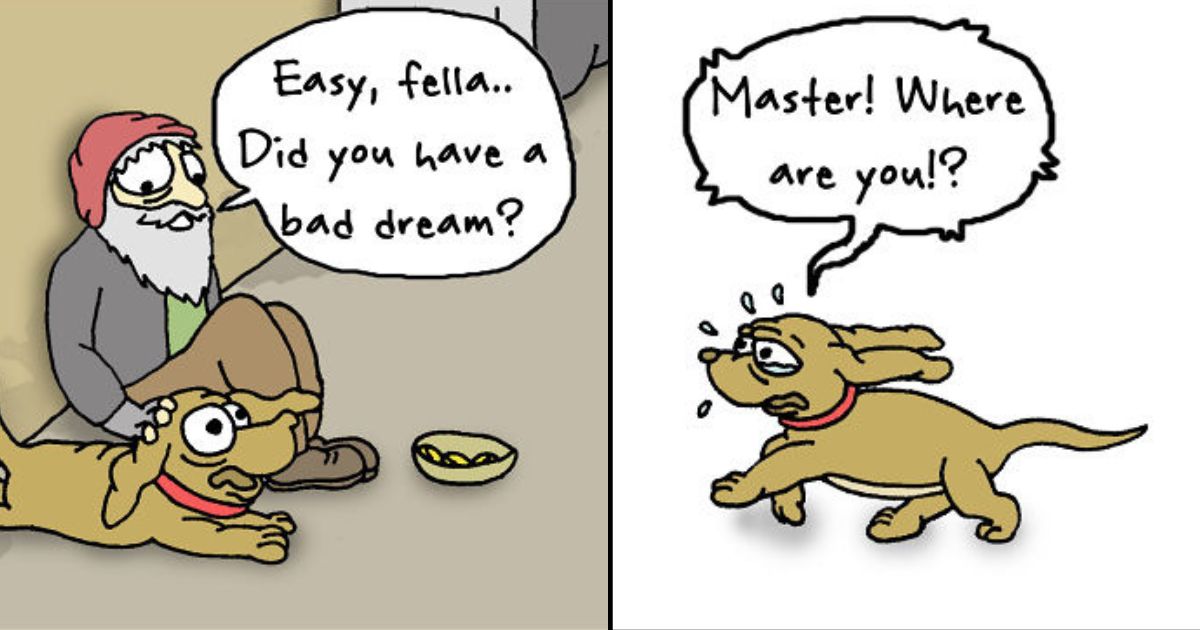 Easy, fella..
Did you have a
bad dream?
Master! Where
are you!?